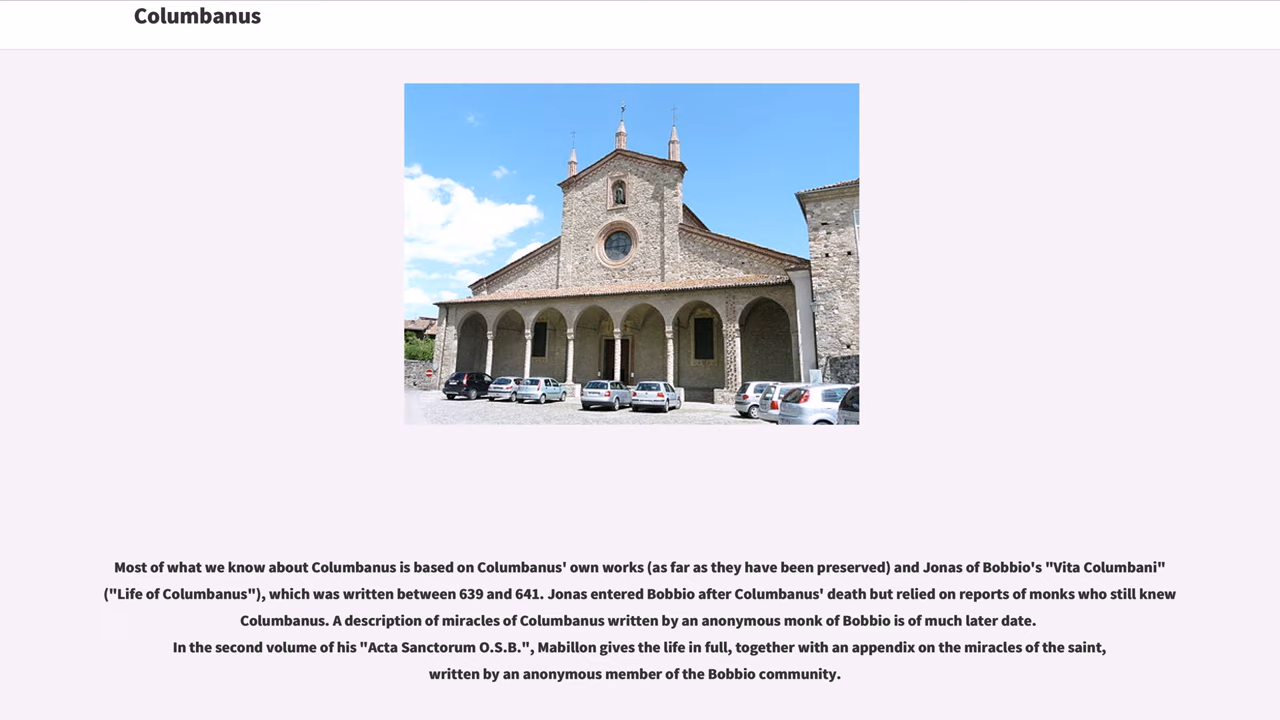 Columbanus
Most of what we know about Columbanus is based on Columbanus' own works (as far as they have been preserved) and Jonas of Bobbio's "Vita Columbani"
("Life of Columbanus"), which was written between 639 and 641. Jonas entered Bobbio after Columbanus' death but relied on reports of monks who still knew
Columbanus. A description of miracles of Columbanus written by an anonymous monk of Bobbio is of much later date.
In the second volume of his "Acta Sanctorum O.S.B.", Mabillon gives the life in full, together with an appendix on the miracles of the saint,
written by an anonymous member of the Bobbio community.